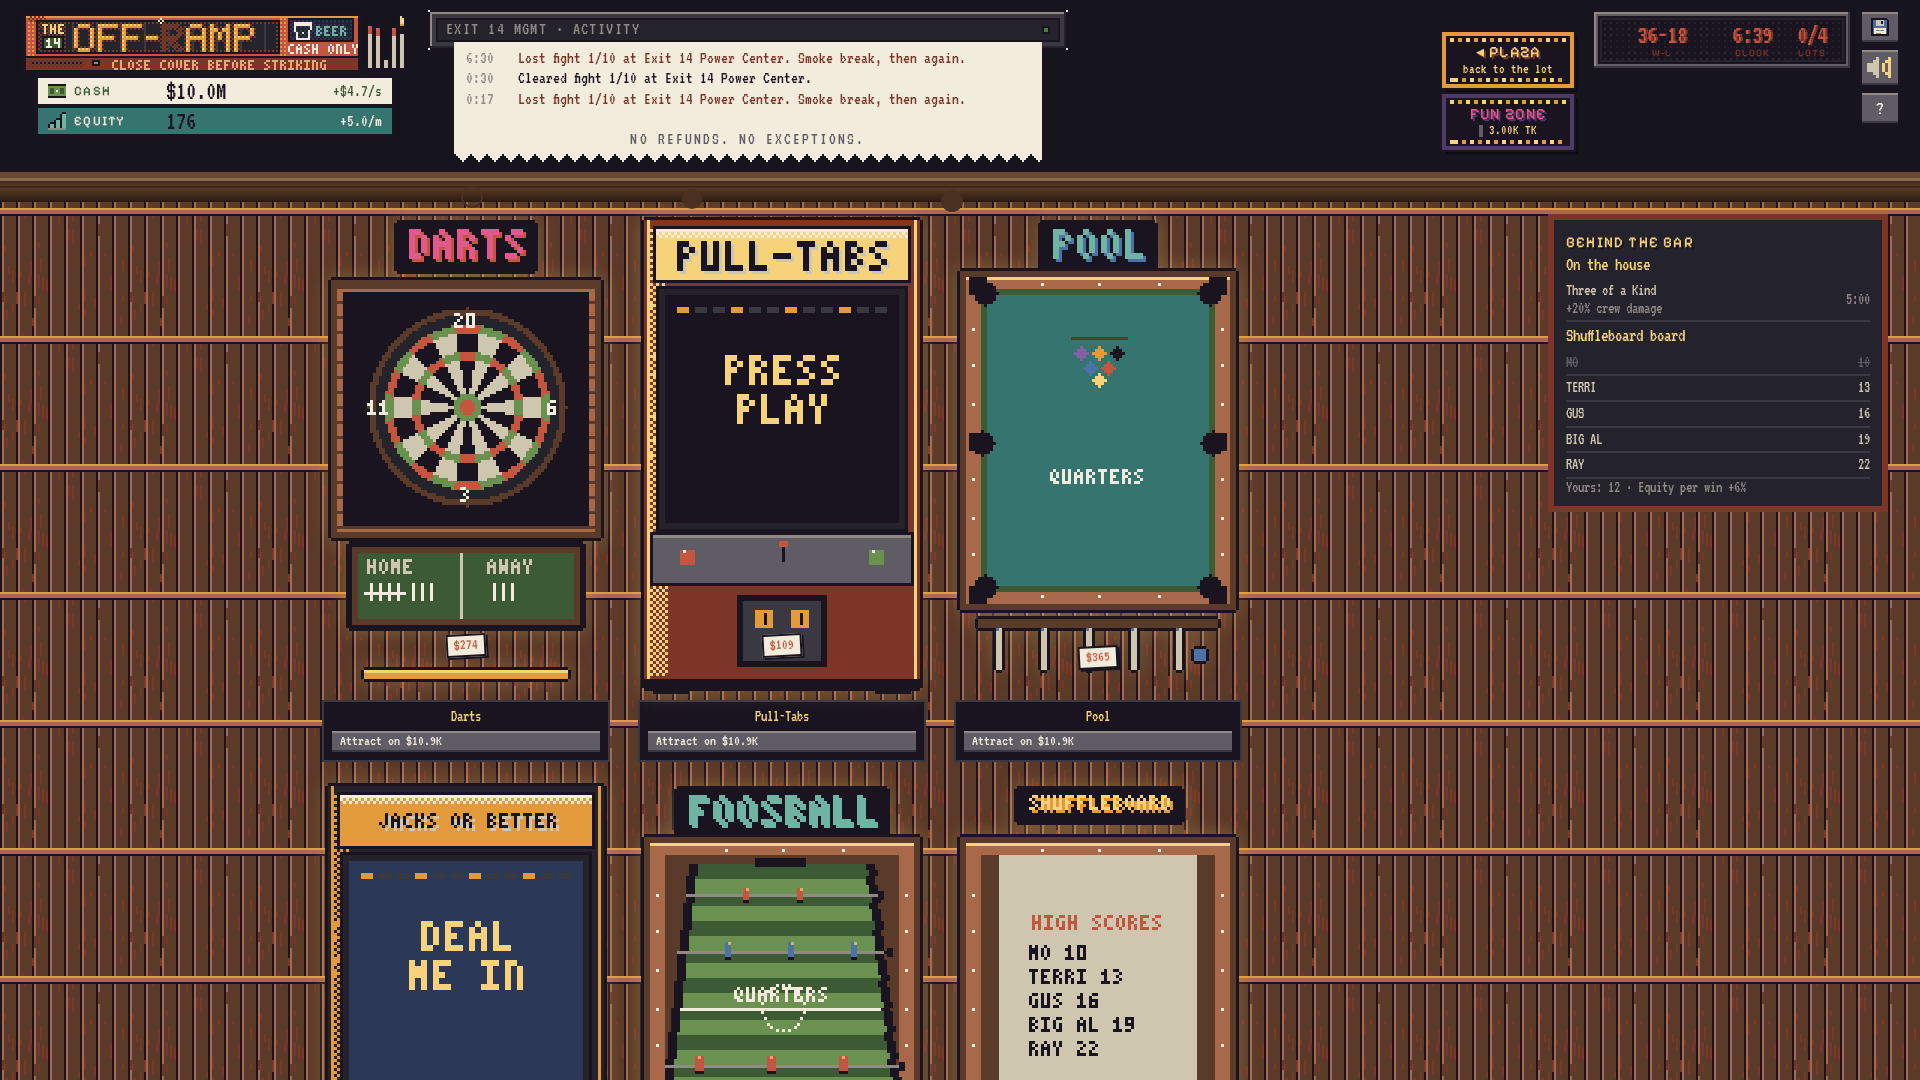 THE
14
OFF-RAMP
BEER
CASH ONLY
CLOSE COVER BEFORE STRIKING
CASH $10.0M +$4.7/s
EQUITY 176 +5.0/m
EXIT 14 MGMT · ACTIVITY
6:30 Lost fight 1/10 at Exit 14 Power Center. Smoke break, then again.
0:30 Cleared fight 1/10 at Exit 14 Power Center.
0:17 Lost fight 1/10 at Exit 14 Power Center. Smoke break, then again.
NO REFUNDS. NO EXCEPTIONS.
◄ PLAZA
back to the lot
FUN ZONE
3.00K TK
36-18 6:39 0/4
W-L CLOCK LOTS
?
DARTS
20
11 6
3
HOME AWAY
$274
Darts
Attract on $10.9K
PULL-TABS
PRESS
PLAY
$109
Pull-Tabs
Attract on $10.9K
POOL
QUARTERS
$365
Pool
Attract on $10.9K
BEHIND THE BAR
On the house
Three of a Kind 5:00
+20% crew damage
Shuffleboard board
MO 10
TERRI 13
GUS 16
BIG AL 19
RAY 22
Yours: 12 · Equity per win +6%
JACKS OR BETTER
DEAL
ME IN
FOOSBALL
QUARTERS
SHUFFLEBOARD
HIGH SCORES
MO 10
TERRI 13
GUS 16
BIG AL 19
RAY 22